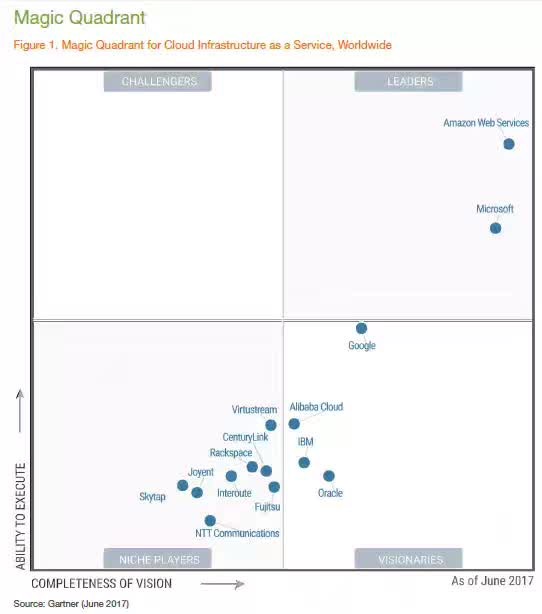 Magic Quadrant
Figure 1. Magic Quadrant for Cloud Infrastructure as a Service, Worldwide
CHALLENGERS
LEADERS
Amazon Web Services
Microsoft
Google
Virtustream
Alibaba Cloud
CenturyLink
IBM
Rackspace
Joyent
Skytap
Interoute
Oracle
Fujitsu
NTT Communications
ABILITY TO EXECUTE
NICHE PLAYERS
VISIONARIES
COMPLETENESS OF VISION
As of June 2017
Source: Gartner (June 2017)